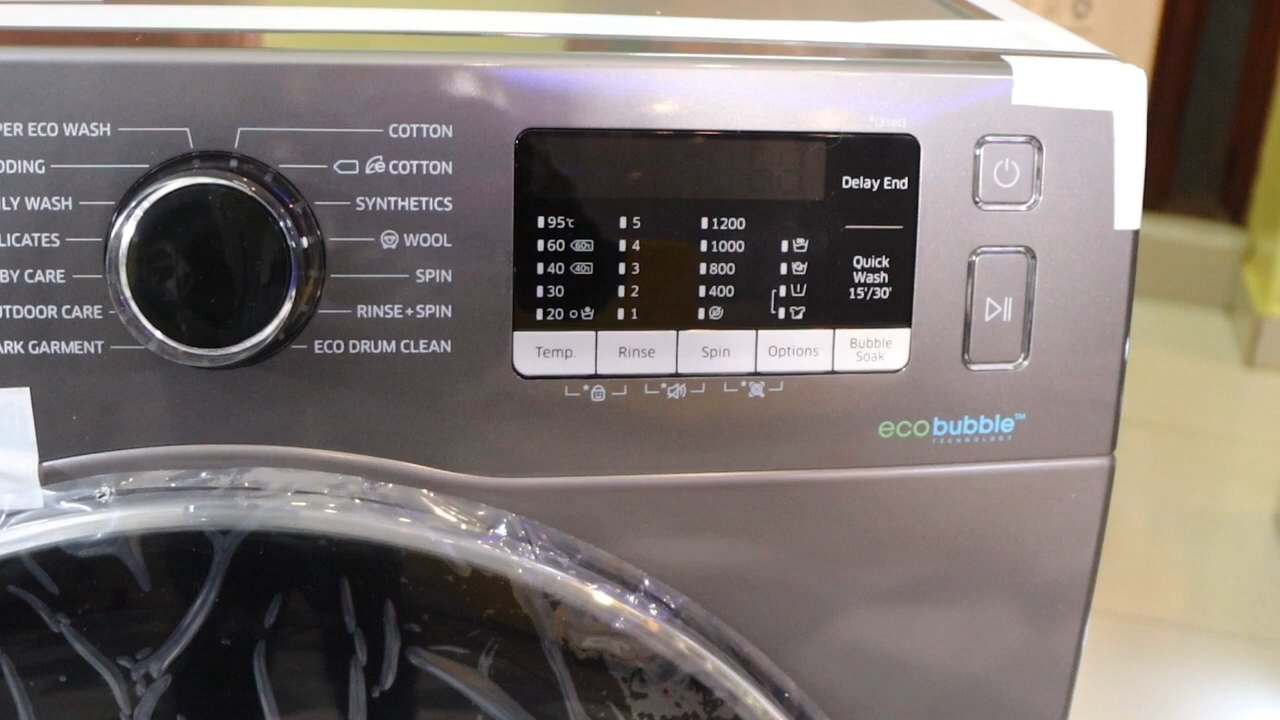 PER ECO WASH
DDING
ILY WASH
LICATES
BY CARE
UTDOOR CARE
ARK GARMENT
COTTON
COTTON
SYNTHETICS
WOOL
SPIN
RINSE+SPIN
ECO DRUM CLEAN
Delay End
95℃ 5 1200
60 4 1000
40 3 800
30 2 400
20 1
Quick
Wash
15'/30'
Temp. Rinse Spin Options Bubble
Soak
ecobubble™
TECHNOLOGY